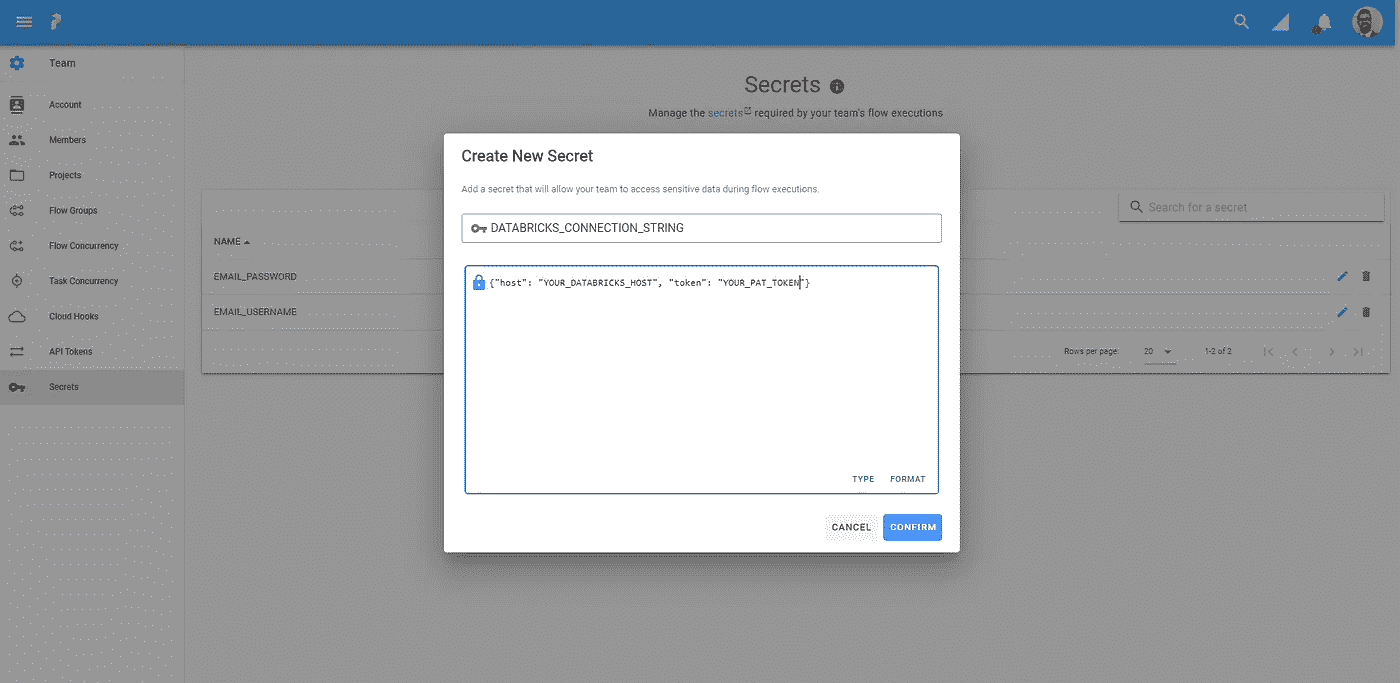 Team
Account
Members
Projects
Flow Groups
Flow Concurrency
Task Concurrency
Cloud Hooks
API Tokens
Secrets
Secrets
Manage the secrets required by your team's flow executions
Search for a secret
NAME
EMAIL_PASSWORD
EMAIL_USERNAME
Rows per page: 20 1-2 of 2
Create New Secret
Add a secret that will allow your team to access sensitive data during flow executions.
DATABRICKS_CONNECTION_STRING
{"host": "YOUR_DATABRICKS_HOST", "token": "YOUR_PAT_TOKEN"}
TYPE FORMAT
CANCEL CONFIRM